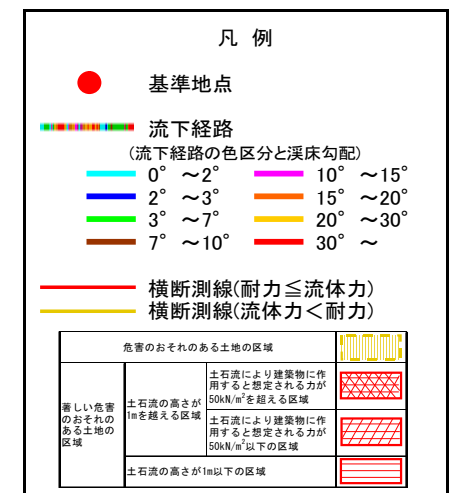 凡 例
基準地点
流下経路
(流下経路の色区分と渓床勾配)
0° ～2°
10° ～15°
2° ～3°
15° ～20°
3° ～7°
20° ～30°
7° ～10°
30° ～
横断測線(耐力≦流体力)
横断測線(流体力＜耐力)
危害のおそれのある土地の区域
著しい危害
のおそれの
ある土地の
区域
土石流の高さが
1mを越える区域
土石流により建築物に作
用すると想定される力が
50kN/m²を超える区域
土石流により建築物に作
用すると想定される力が
50kN/m²以下の区域
土石流の高さが1m以下の区域